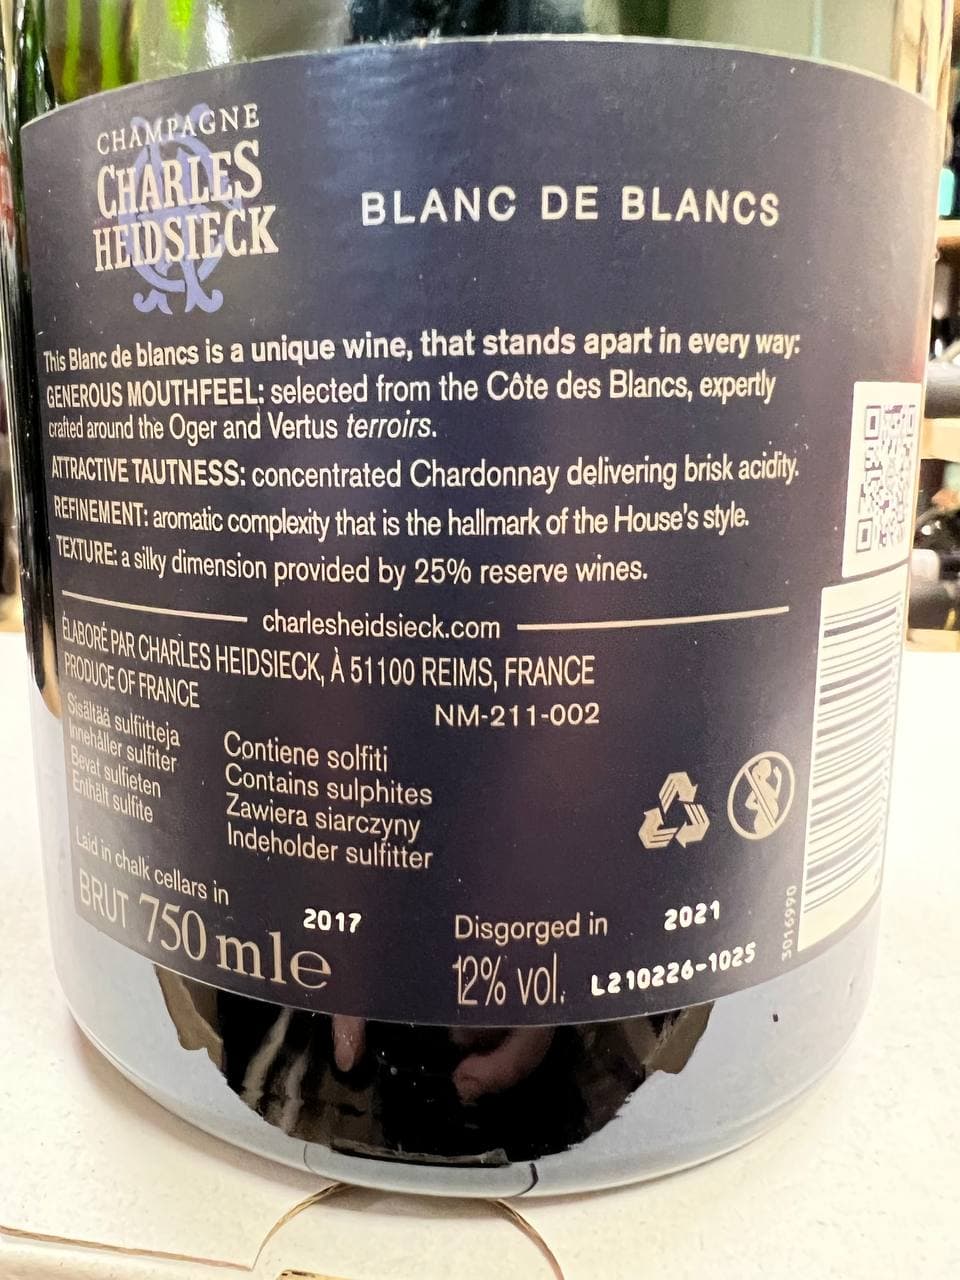 CHAMPAGNE
CHARLES
HEIDSIECK
BLANC DE BLANCS
This Blanc de blancs is a unique wine, that stands apart in every way:
GENEROUS MOUTHFEEL: selected from the Côte des Blancs, expertly
crafted around the Oger and Vertus terroirs.
ATTRACTIVE TAUTNESS: concentrated Chardonnay delivering brisk acidity.
REFINEMENT: aromatic complexity that is the hallmark of the House's style.
TEXTURE: a silky dimension provided by 25% reserve wines.
charlesheidsieck.com
ÉLABORÉ PAR CHARLES HEIDSIECK, À 51100 REIMS, FRANCE
PRODUCE OF FRANCE
NM-211-002
Sisältää sulfiitteja
Innehåller sulfiter
Bevat sulfieten
Enthält sulfite
Contiene solfiti
Contains sulphites
Zawiera siarczyny
Indeholder sulfitter
Laid in chalk cellars in 2017
Disgorged in 2021
BRUT 750 mle
12% vol. L210226-1025
3016990